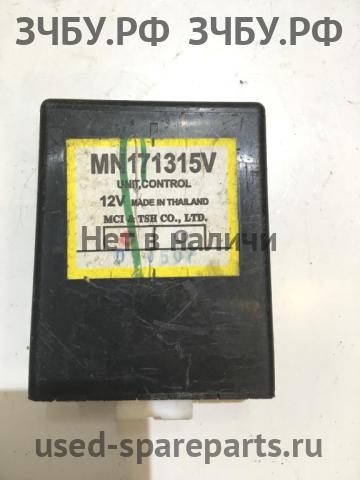 ЗЧБУ.РФ ЗЧБУ.РФ
MN171315V
UNIT,CONTROL
12V MADE IN THAILAND
MCI & TSH CO., LTD.
Нет в наличии
used-spareparts.ru